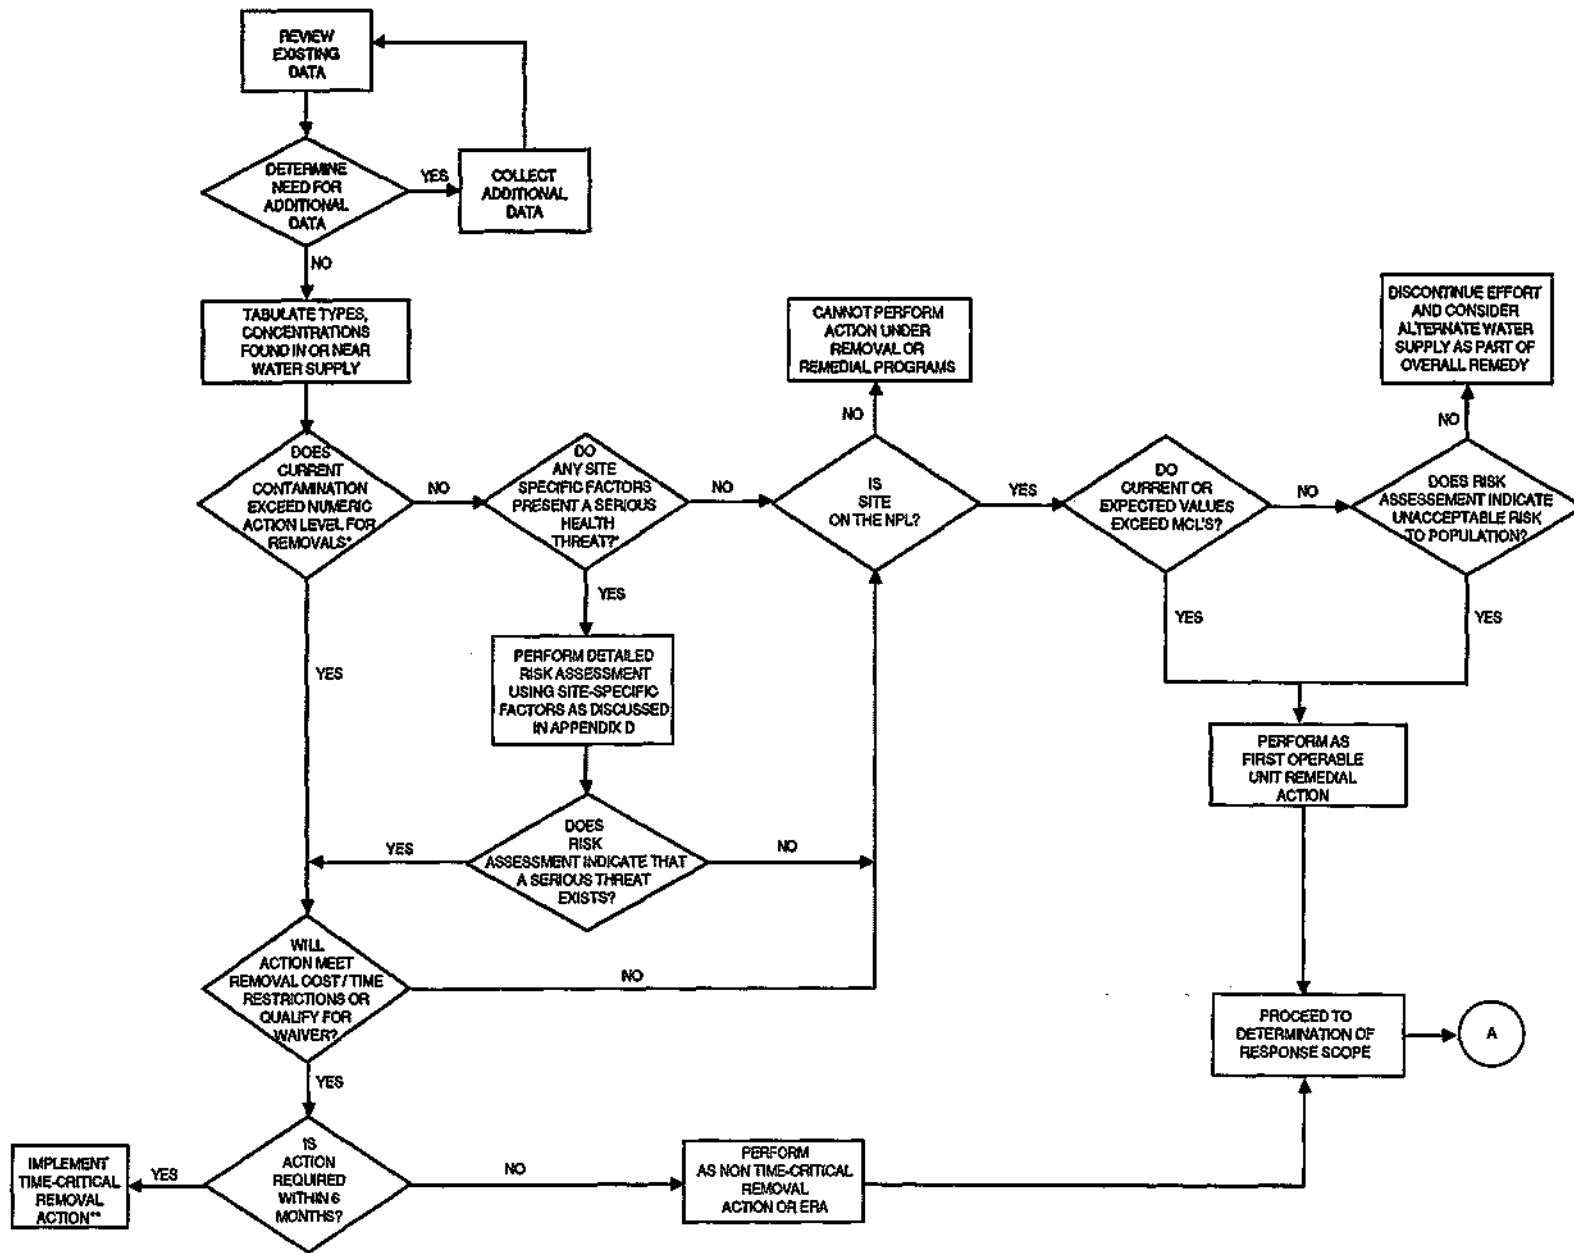 REVIEW
EXISTING
DATA
DETERMINE
NEED FOR
ADDITIONAL
DATA
YES
COLLECT
ADDITIONAL
DATA
NO
TABULATE TYPES,
CONCENTRATIONS
FOUND IN OR NEAR
WATER SUPPLY
CANNOT PERFORM
ACTION UNDER
REMOVAL OR
REMEDIAL PROGRAMS
DISCONTINUE EFFORT
AND CONSIDER
ALTERNATE WATER
SUPPLY AS PART OF
OVERALL REMEDY
NO
NO
DOES
CURRENT
CONTAMINATION
EXCEED NUMERIC
ACTION LEVEL FOR
REMOVALS*
NO
DO
ANY SITE
SPECIFIC FACTORS
PRESENT A SERIOUS
HEALTH
THREAT?*
NO
IS
SITE
ON THE NPL?
YES
DO
CURRENT OR
EXPECTED VALUES
EXCEED MCL'S?
NO
DOES RISK
ASSESSMENT INDICATE
UNACCEPTABLE RISK
TO POPULATION?
YES
YES
YES
YES
PERFORM DETAILED
RISK ASSESSMENT
USING SITE-SPECIFIC
FACTORS AS DISCUSSED
IN APPENDIX D
PERFORM AS
FIRST OPERABLE
UNIT REMEDIAL
ACTION
YES
DOES
RISK
ASSESSMENT INDICATE THAT
A SERIOUS THREAT
EXISTS?
NO
WILL
ACTION MEET
REMOVAL COST / TIME
RESTRICTIONS OR
QUALIFY FOR
WAIVER?
NO
PROCEED TO
DETERMINATION OF
RESPONSE SCOPE
A
YES
IMPLEMENT
TIME-CRITICAL
REMOVAL
ACTION**
YES
IS
ACTION
REQUIRED
WITHIN 6
MONTHS?
NO
PERFORM
AS NON TIME-CRITICAL
REMOVAL
ACTION OR ERA